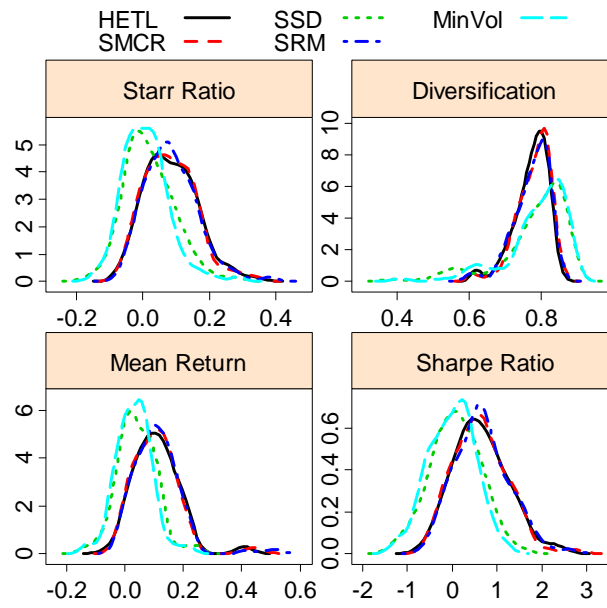 HETL SSD MinVol
SMCR SRM
Starr Ratio Diversification
0 1 2 3 4 5
0 2 4 6 8 10
-0.2 0.0 0.2 0.4
0.4 0.6 0.8
Mean Return Sharpe Ratio
0 2 4 6
0.0 0.2 0.4 0.6
-0.2 0.0 0.2 0.4 0.6
-2 -1 0 1 2 3